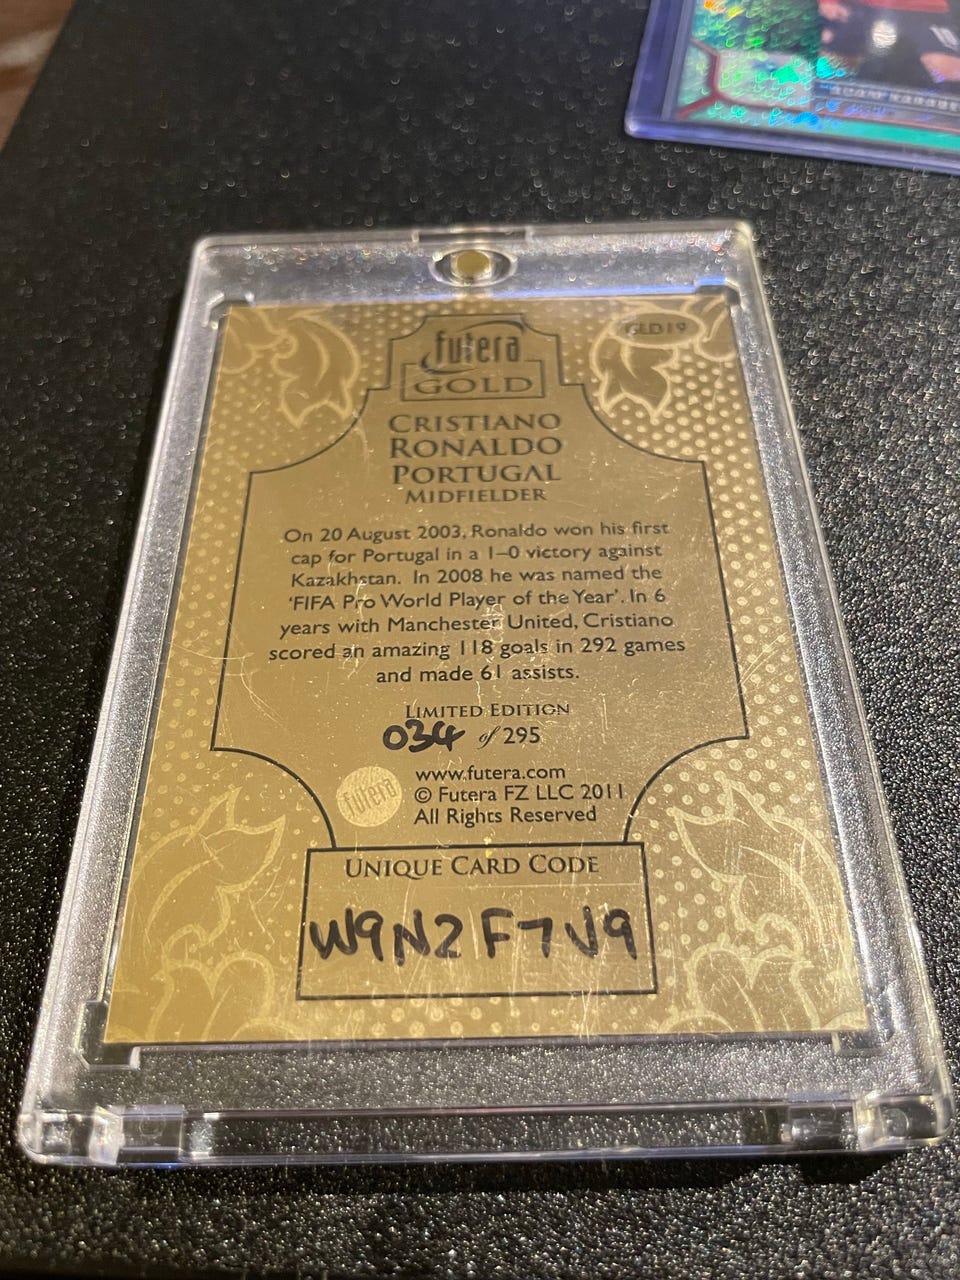 GLD19
futera
GOLD
CRISTIANO
RONALDO
PORTUGAL
MIDFIELDER
On 20 August 2003, Ronaldo won his first
cap for Portugal in a 1–0 victory against
Kazakhstan. In 2008 he was named the
‘FIFA Pro World Player of the Year’. In 6
years with Manchester United, Cristiano
scored an amazing 118 goals in 292 games
and made 61 assists.
LIMITED EDITION
034 of 295
futera
www.futera.com
© Futera FZ LLC 2011
All Rights Reserved
UNIQUE CARD CODE
W9N2F7V9